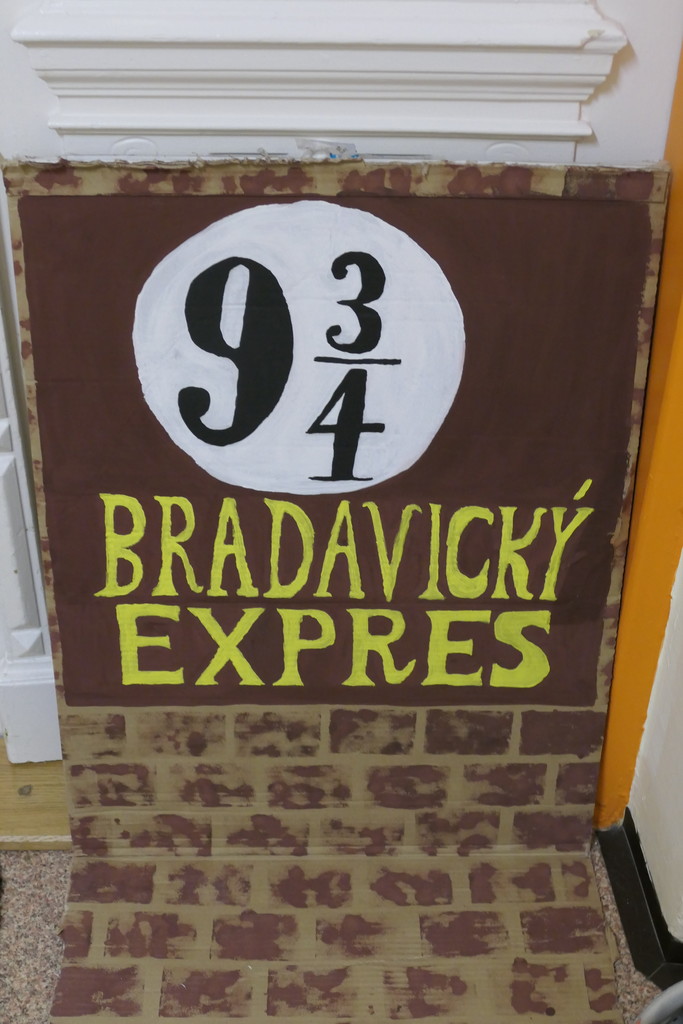 9 3/4
BRADAVICKÝ
EXPRES